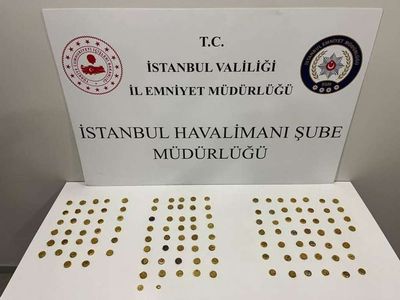 T.C.
İSTANBUL VALİLİĞİ
İL EMNİYET MÜDÜRLÜĞÜ
İSTANBUL HAVALİMANI ŞUBE
MÜDÜRLÜĞÜ